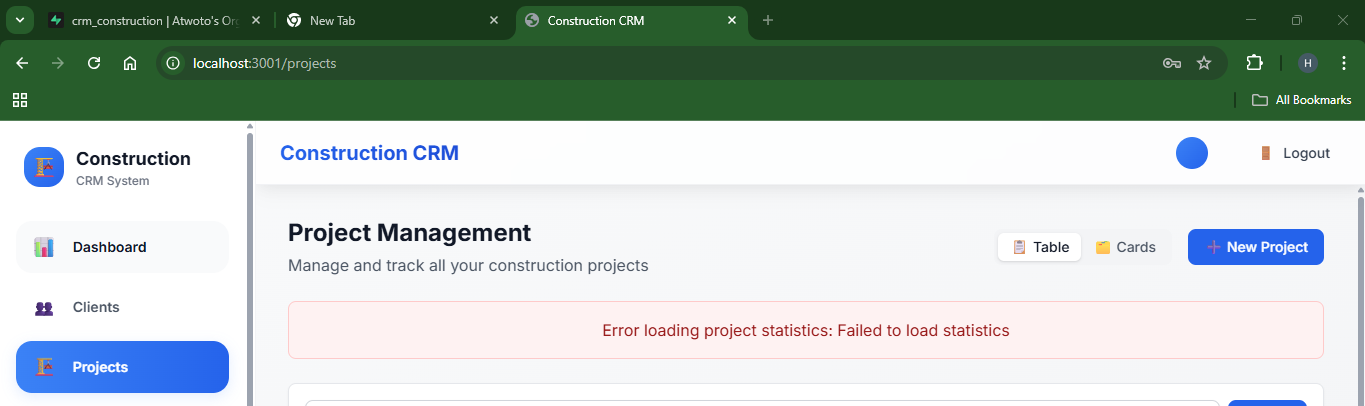 crm_construction | Atwoto's Org
New Tab
Construction CRM
localhost:3001/projects
H
All Bookmarks
Construction
CRM System
Construction CRM
Logout
Dashboard
Clients
Projects
Project Management
Manage and track all your construction projects
Table
Cards
New Project
Error loading project statistics: Failed to load statistics